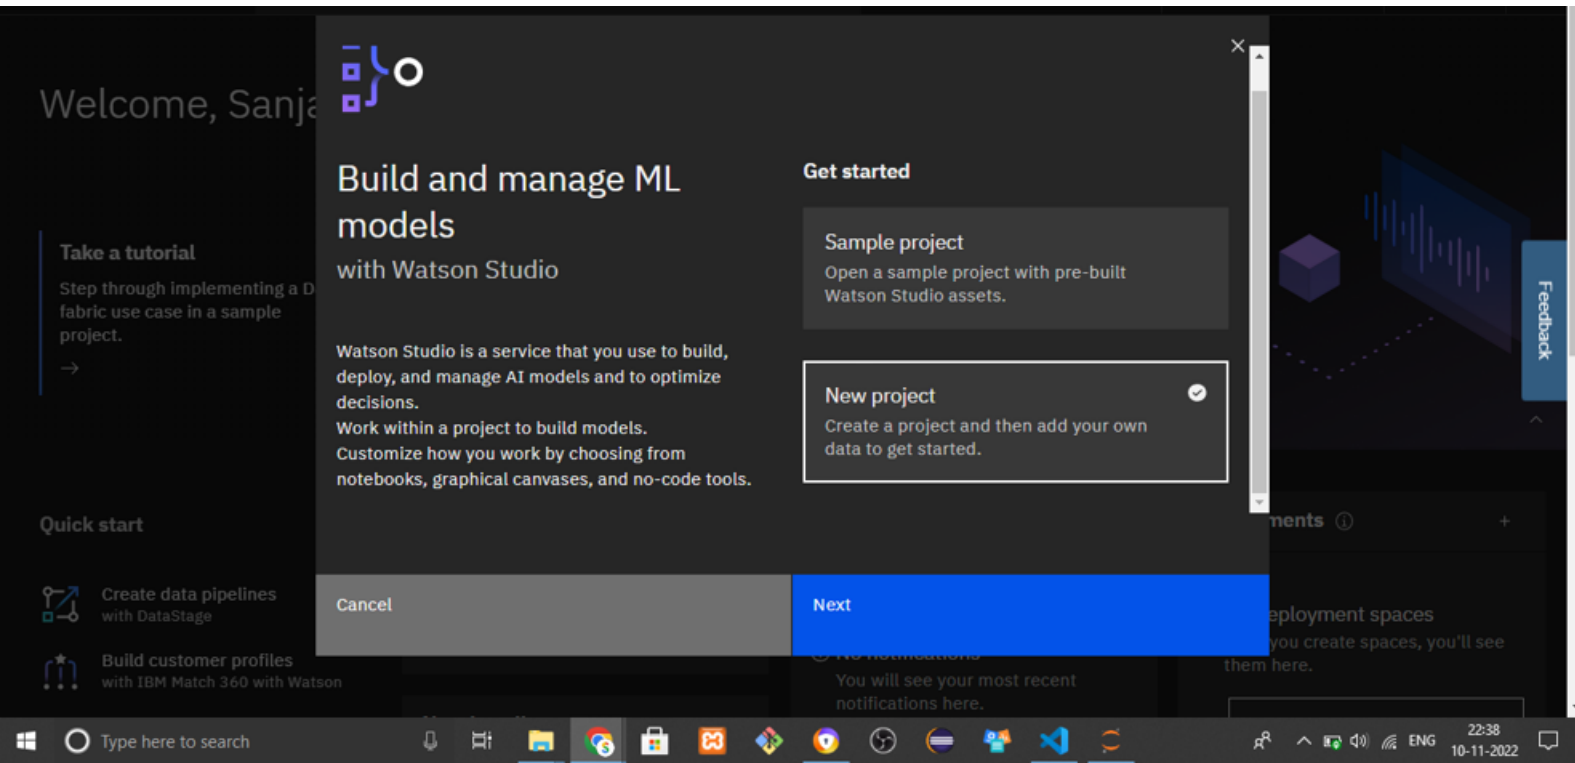 Welcome, Sanja
Take a tutorial
Step through implementing a D
fabric use case in a sample
project.
Quick start
Create data pipelines
with DataStage
Build customer profiles
with IBM Match 360 with Watson
Build and manage ML
models
with Watson Studio
Watson Studio is a service that you use to build,
deploy, and manage AI models and to optimize
decisions.
Work within a project to build models.
Customize how you work by choosing from
notebooks, graphical canvases, and no-code tools.
Get started
Sample project
Open a sample project with pre-built
Watson Studio assets.
New project
Create a project and then add your own
data to get started.
Cancel
Next
Feedback
ments
eployment spaces
you create spaces, you'll see
them here.
No notifications
You will see your most recent
notifications here.
Type here to search
ENG
22:38
10-11-2022